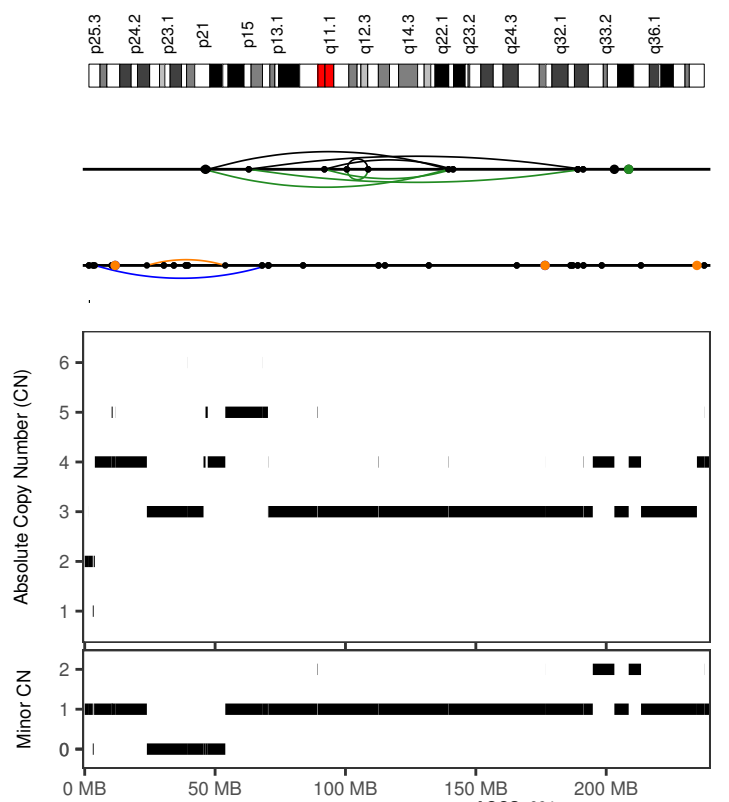 p25.3 p24.2 p23.1 p21 p15 p13.1 q11.1 q12.3 q14.3 q22.1 q23.2 q24.3 q32.1 q33.2 q36.1
Absolute Copy Number (CN)
6
5
4
3
2
1
Minor CN
2
1
0
0 MB 50 MB 100 MB 150 MB 200 MB